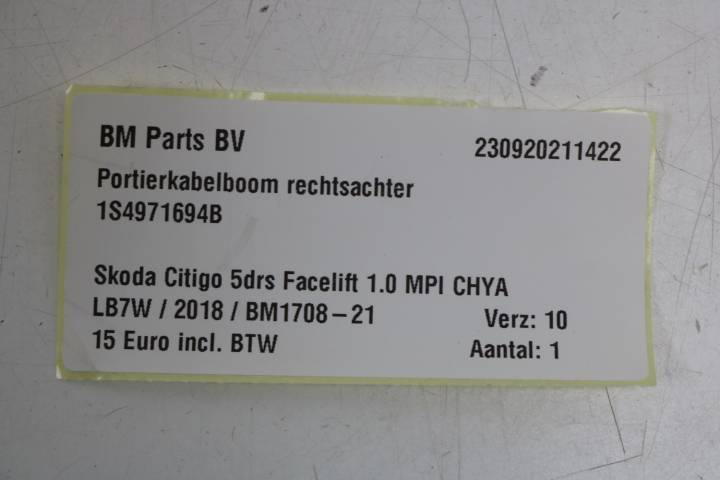 BM Parts BV 230920211422
Portierkabelboom rechtsachter
1S4971694B
Skoda Citigo 5drs Facelift 1.0 MPI CHYA
LB7W / 2018 / BM1708-21 Verz: 10
15 Euro incl. BTW Aantal: 1